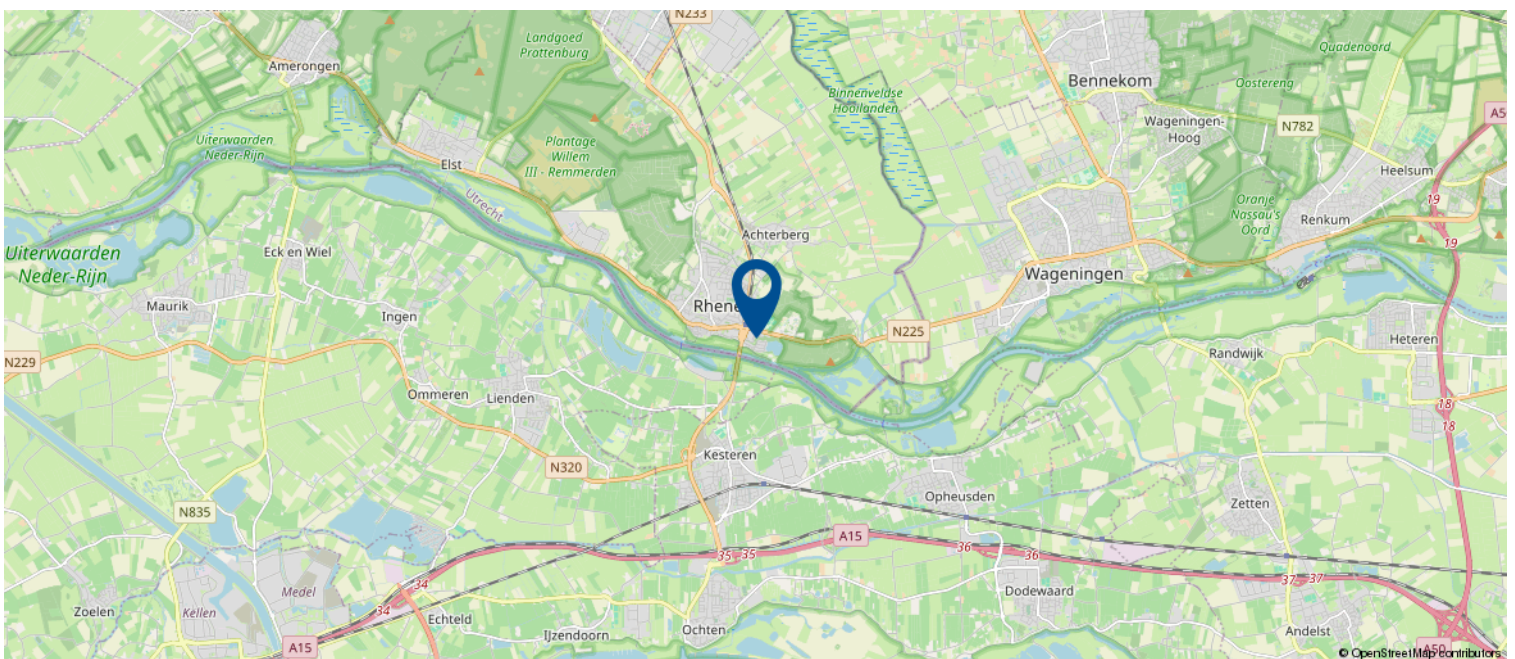 N233
Landgoed
Prattenburg
Amerongen
Quadenoord
Bennekom
Oostereng
Binnenveldse
Hooilanden
Wageningen-
Hoog
N782
A5
Uiterwaarden
Neder-Rijn
Plantage
Willem
III - Remmerden
Elst
Heelsum
Utrecht
19
Oranje
Nassau's
Oord
Renkum
Achterberg
19
Uiterwaarden
Neder-Rijn
Eck en Wiel
Wageningen
Maurik
Ingen
Rhene
N225
N229
Heteren
Randwijk
Ommeren
Lienden
18
18
Kesteren
N320
Opheusden
N835
Zetten
A15
35 35
36
36
37 37
34
34
Medel
Kellen
Zoelen
Echteld
Dodewaard
IJzendoorn
Ochten
Andelst
A15
A50
© OpenStreetMap contributors